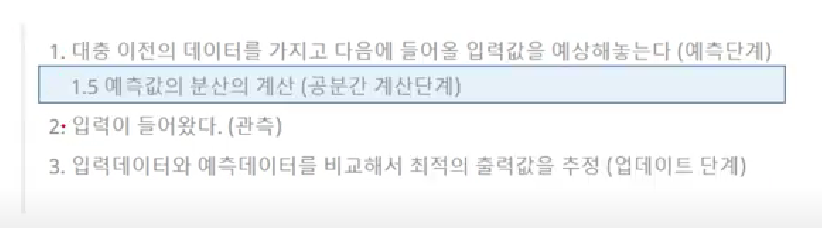 1. 대충 이전의 데이터를 가지고 다음에 들어올 입력값을 예상해놓는다 (예측단계)
1.5 예측값의 분산의 계산 (공분간 계산단계)
2. 입력이 들어왔다. (관측)
3. 입력데이터와 예측데이터를 비교해서 최적의 출력값을 추정 (업데이트 단계)